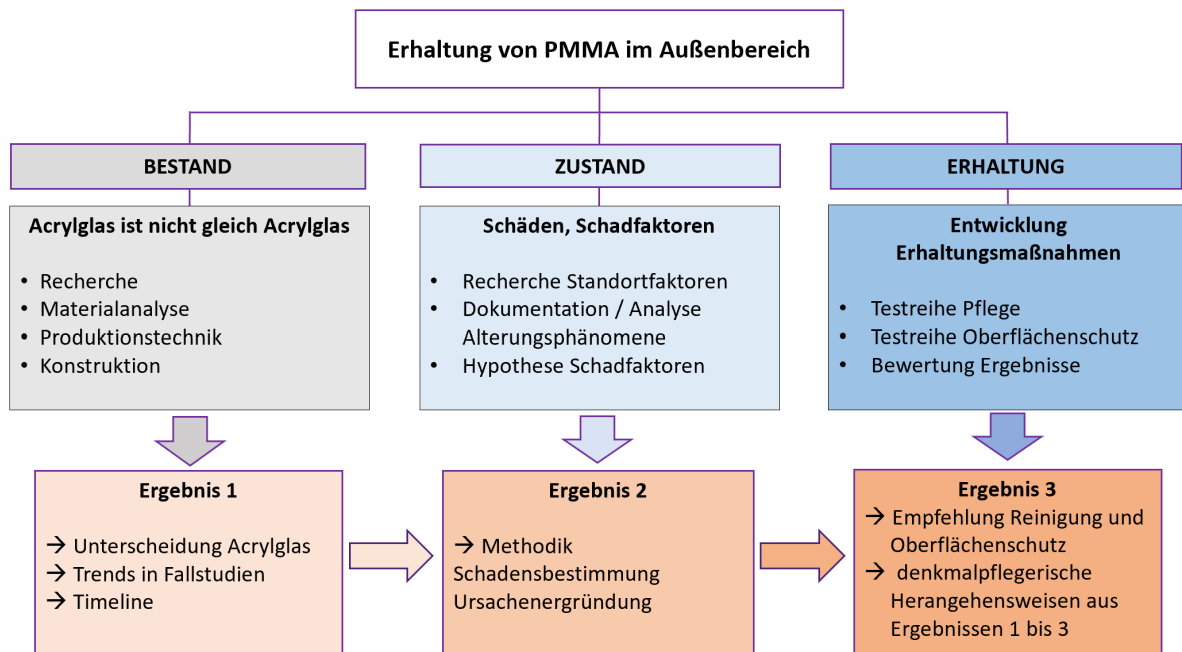 Erhaltung von PMMA im Außenbereich
BESTAND
Acrylglas ist nicht gleich Acrylglas
• Recherche
• Materialanalyse
• Produktionstechnik
• Konstruktion
ZUSTAND
Schäden, Schadfaktoren
• Recherche Standortfaktoren
• Dokumentation / Analyse
Alterungsphänomene
• Hypothese Schadfaktoren
ERHALTUNG
Entwicklung
Erhaltungsmaßnahmen
• Testreihe Pflege
• Testreihe Oberflächenschutz
• Bewertung Ergebnisse
Ergebnis 1
→ Unterscheidung Acrylglas
→ Trends in Fallstudien
→ Timeline
Ergebnis 2
→ Methodik
Schadensbestimmung
Ursachenergründung
Ergebnis 3
→ Empfehlung Reinigung und
Oberflächenschutz
→ denkmalpflegerische
Herangehensweisen aus
Ergebnissen 1 bis 3